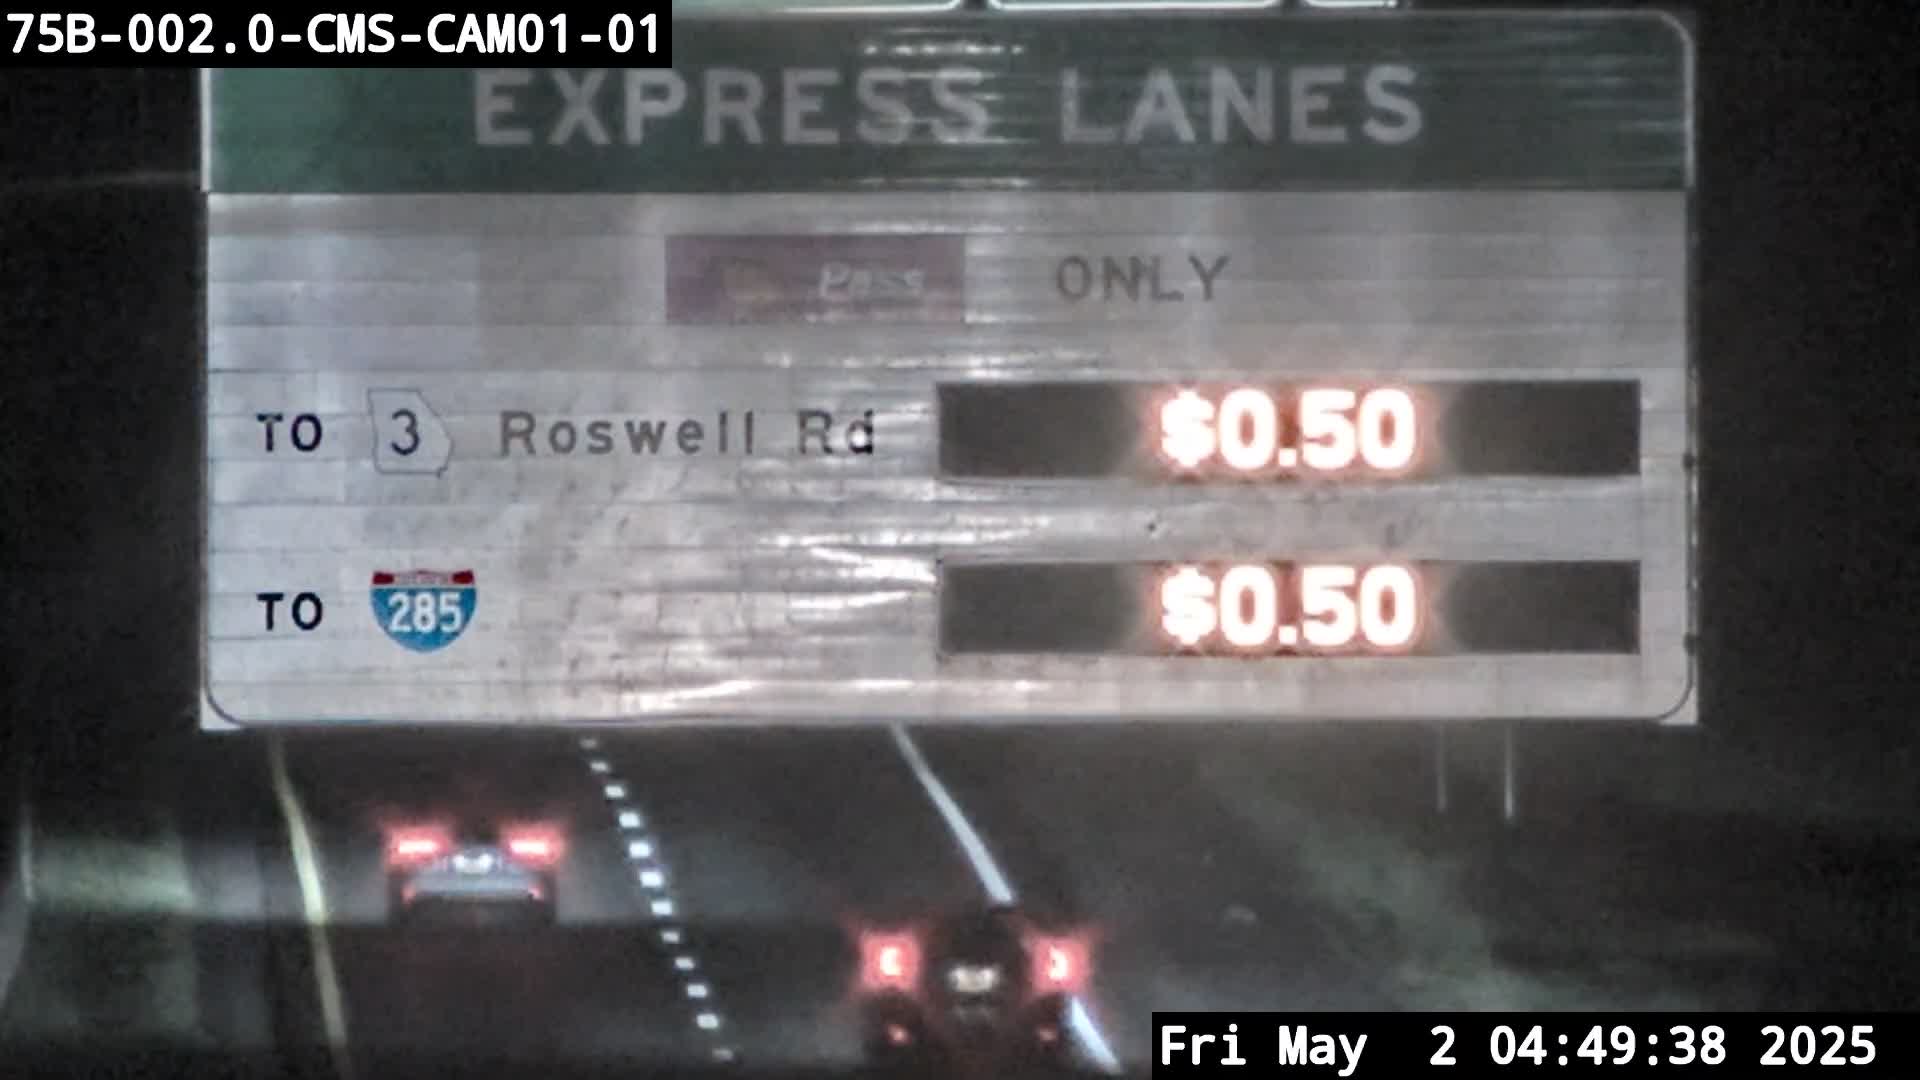 75B-002.0-CMS-CAM01-01
EXPRESS LANES
Pass ONLY
TO 3 Roswell Rd $0.50
TO 285 $0.50
Fri May 2 04:49:38 2025